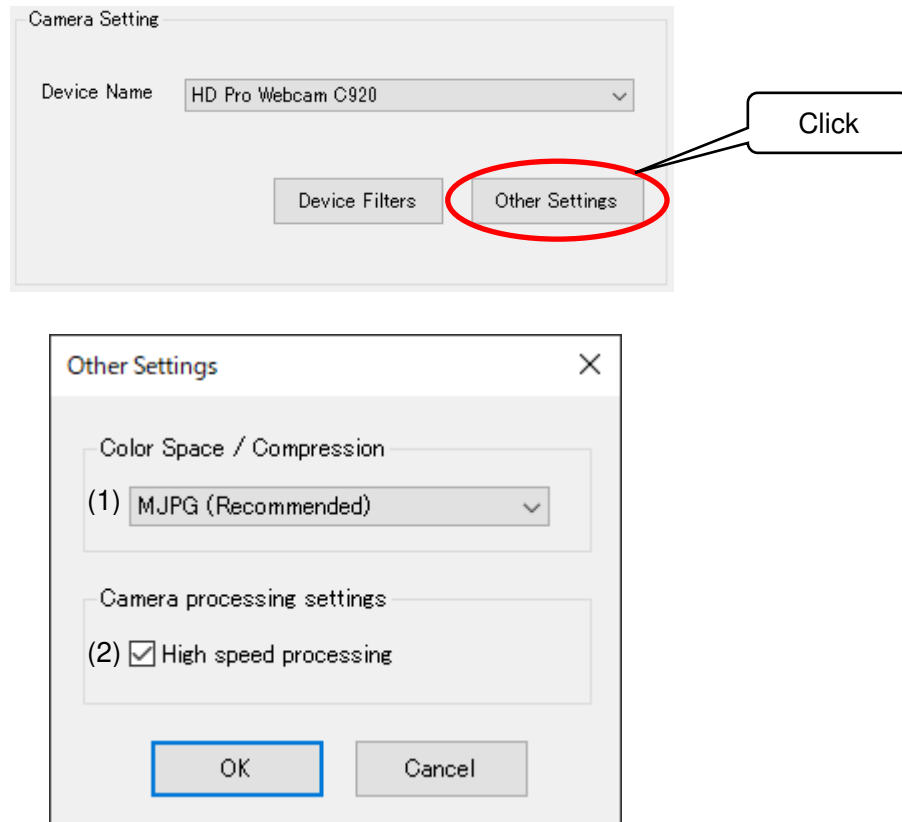 Camera Setting
Device Name HD Pro Webcam C920
Click
Device Filters Other Settings
Other Settings
Color Space / Compression
(1) MJPG (Recommended)
Camera processing settings
(2) High speed processing
OK Cancel